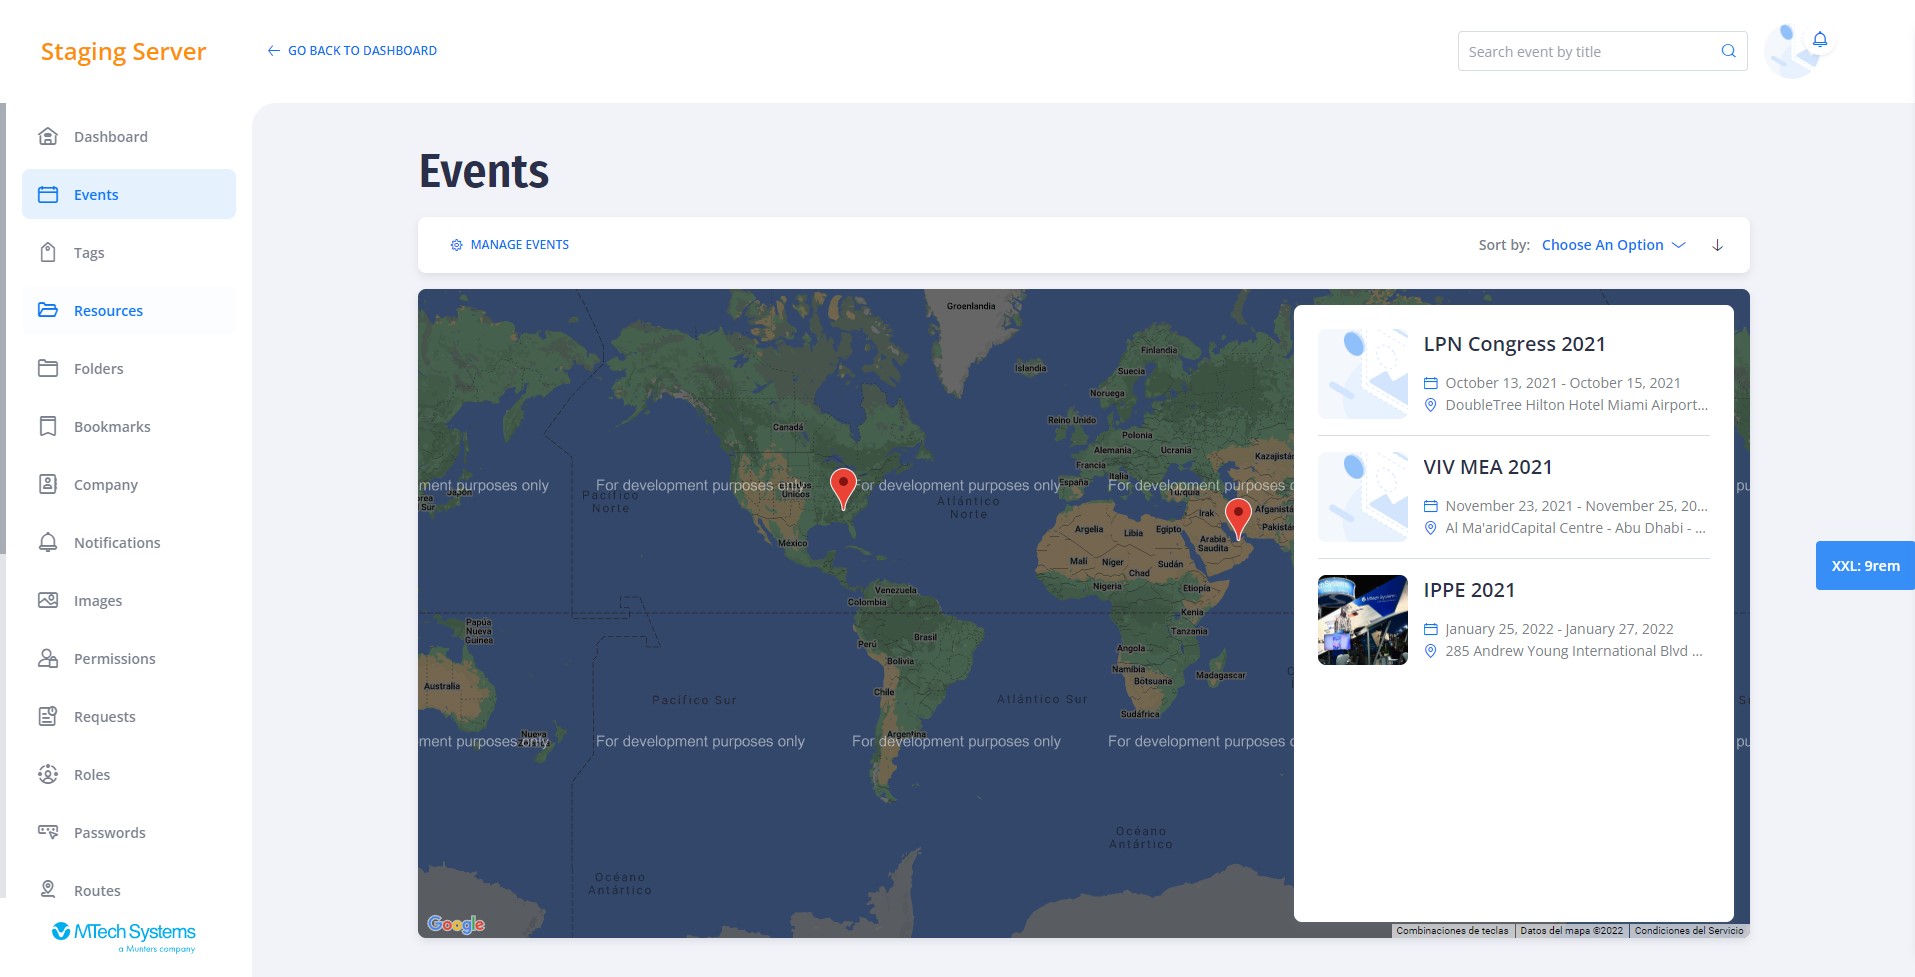 Staging Server
GO BACK TO DASHBOARD
Search event by title
Dashboard
Events
Tags
Resources
Folders
Bookmarks
Company
Notifications
Images
Permissions
Requests
Roles
Passwords
Routes
MTech Systems
a Munters company
Events
MANAGE EVENTS
Sort by: Choose An Option
Groenlandia
Islandia
Finlandia
Suecia
Noruega
Reino Unido
Polonia
Alemania
Ucrania
Kazajistán
Francia
Italia
España
Turquía
Canadá
Estados Unidos
Japón
Pacífico Norte
Atlántico Norte
ment purposes only
For development purposes only
For development purposes only
For development purposes
Irak
Afganistá
Pakistá
México
Argelia
Libia
Egipto
Arabia Saudita
Malí
Níger
Chad
Sudán
Nigeria
Etiopía
Kenia
Venezuela
Colombia
Perú
Brasil
Bolivia
Chile
Argentina
Tanzania
Angola
Namibia
Botsuana
Madagascar
Sudáfrica
Papúa Nueva Guinea
Australia
Nueva
Pacífico Sur
Atlántico Sur
ment purposes only
For development purposes only
For development purposes only
For development purposes
Océano Antártico
Océano Antártico
Google
LPN Congress 2021
October 13, 2021 - October 15, 2021
DoubleTree Hilton Hotel Miami Airport...
VIV MEA 2021
November 23, 2021 - November 25, 20...
Al Ma'aridCapital Centre - Abu Dhabi - ...
IPPE 2021
MTech Systems
January 25, 2022 - January 27, 2022
285 Andrew Young International Blvd ...
Combinaciones de teclas
Datos del mapa ©2022
Condiciones del Servicio
XXL: 9rem